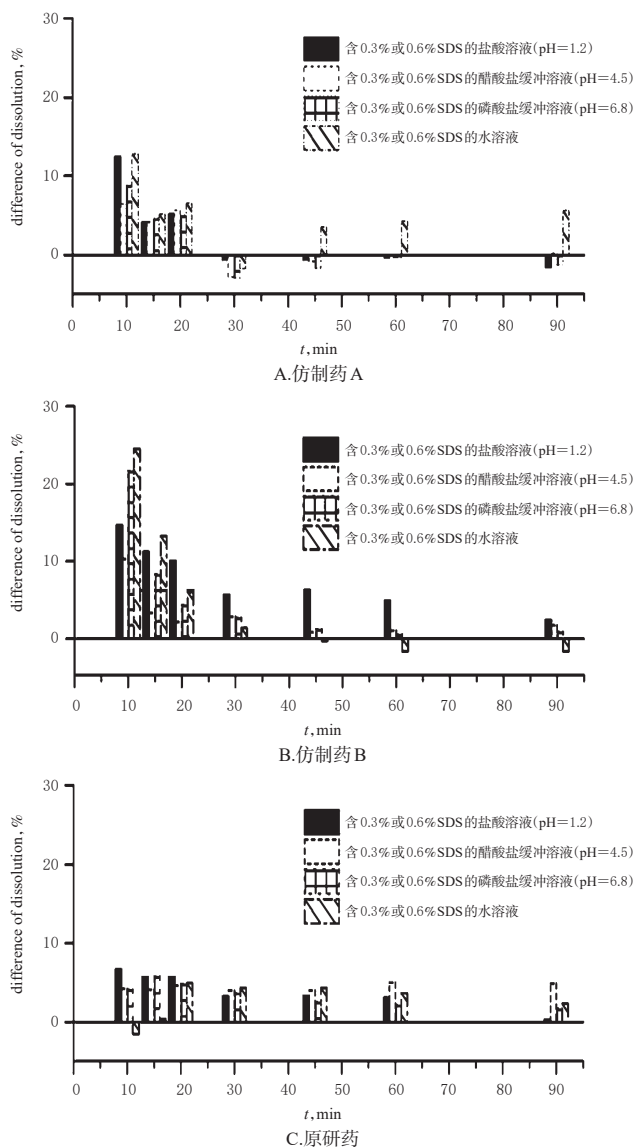 30
含0.3%或0.6%SDS的盐酸溶液(pH=1.2)
含0.3%或0.6%SDS的醋酸盐缓冲溶液(pH=4.5)
20
含0.3%或0.6%SDS的磷酸盐缓冲溶液(pH=6.8)
含0.3%或0.6%SDS的水溶液
difference of dissolution, %
10
0
0 10 20 30 40 50 60 70 80 90
t,min
A.仿制药A
30
含0.3%或0.6%SDS的盐酸溶液(pH=1.2)
含0.3%或0.6%SDS的醋酸盐缓冲溶液(pH=4.5)
20
含0.3%或0.6%SDS的磷酸盐缓冲溶液(pH=6.8)
含0.3%或0.6%SDS的水溶液
difference of dissolution, %
10
0
0 10 20 30 40 50 60 70 80 90
t,min
B.仿制药B
30
含0.3%或0.6%SDS的盐酸溶液(pH=1.2)
含0.3%或0.6%SDS的醋酸盐缓冲溶液(pH=4.5)
20
含0.3%或0.6%SDS的磷酸盐缓冲溶液(pH=6.8)
含0.3%或0.6%SDS的水溶液
difference of dissolution, %
10
0
0 10 20 30 40 50 60 70 80 90
t,min
C.原研药